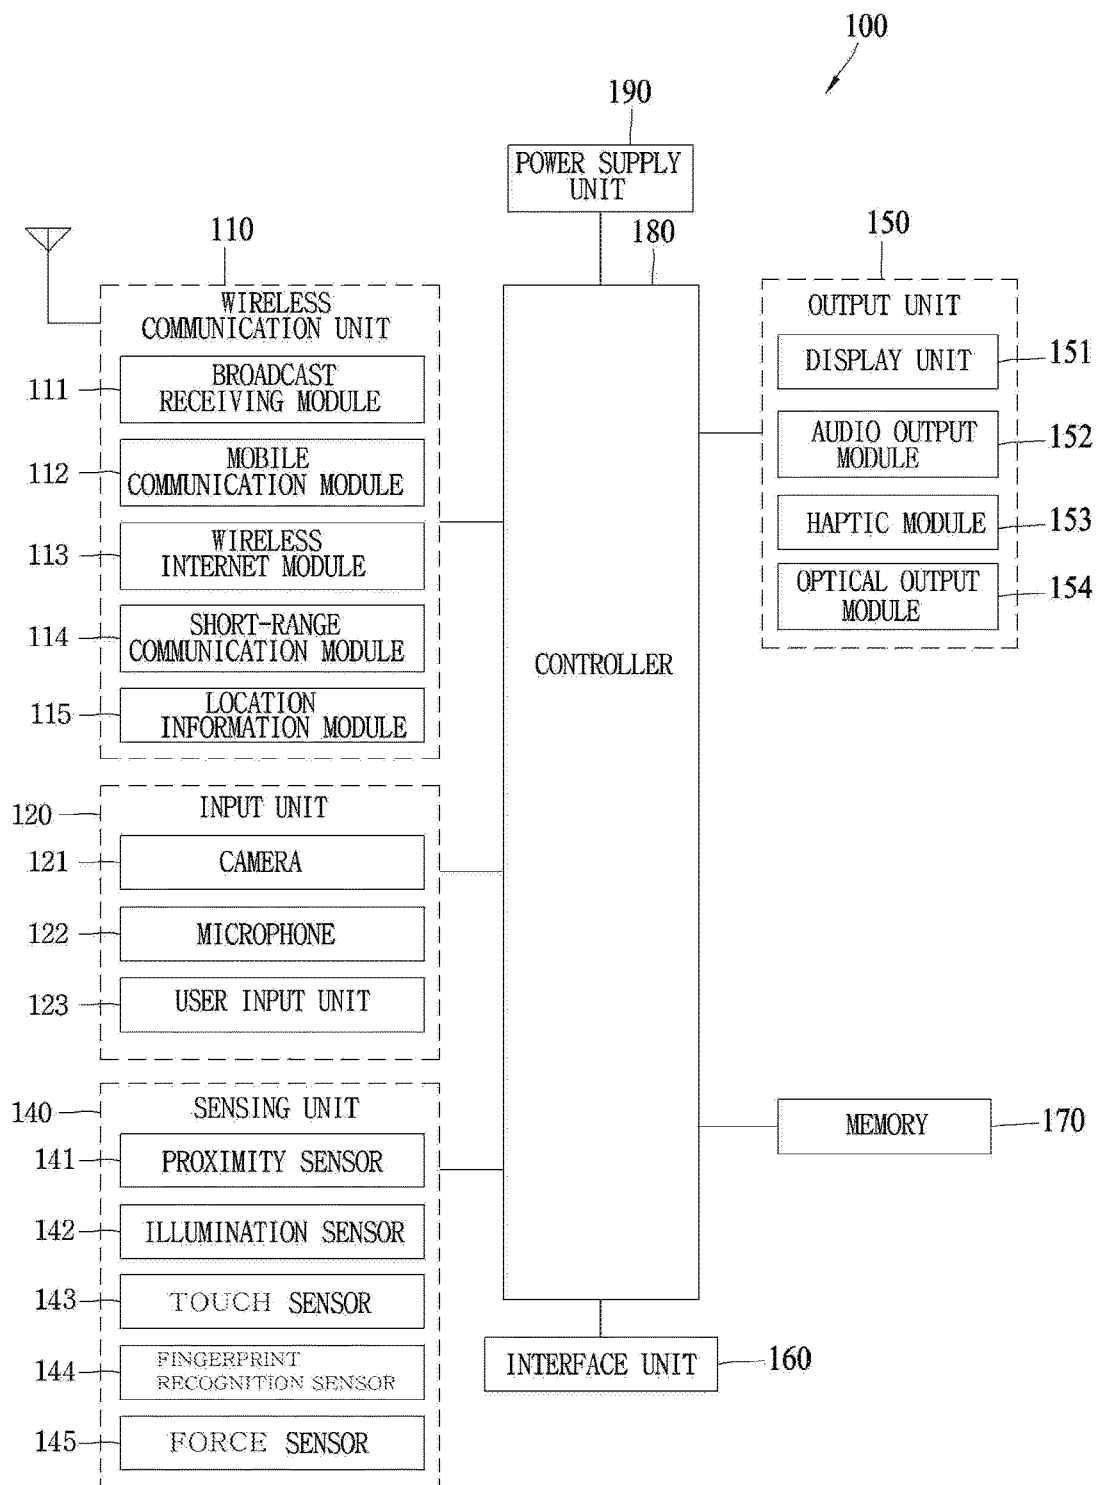 100
190
POWER SUPPLY
UNIT
180
110
WIRELESS
COMMUNICATION UNIT
111
BROADCAST
RECEIVING MODULE
112
MOBILE
COMMUNICATION MODULE
113
WIRELESS
INTERNET MODULE
114
SHORT-RANGE
COMMUNICATION MODULE
115
LOCATION
INFORMATION MODULE
120
INPUT UNIT
121
CAMERA
122
MICROPHONE
123
USER INPUT UNIT
140
SENSING UNIT
141
PROXIMITY SENSOR
142
ILLUMINATION SENSOR
143
TOUCH SENSOR
144
FINGERPRINT
RECOGNITION SENSOR
145
FORCE SENSOR
CONTROLLER
150
OUTPUT UNIT
DISPLAY UNIT
151
AUDIO OUTPUT
MODULE
152
HAPTIC MODULE
153
OPTICAL OUTPUT
MODULE
154
MEMORY
170
INTERFACE UNIT
160